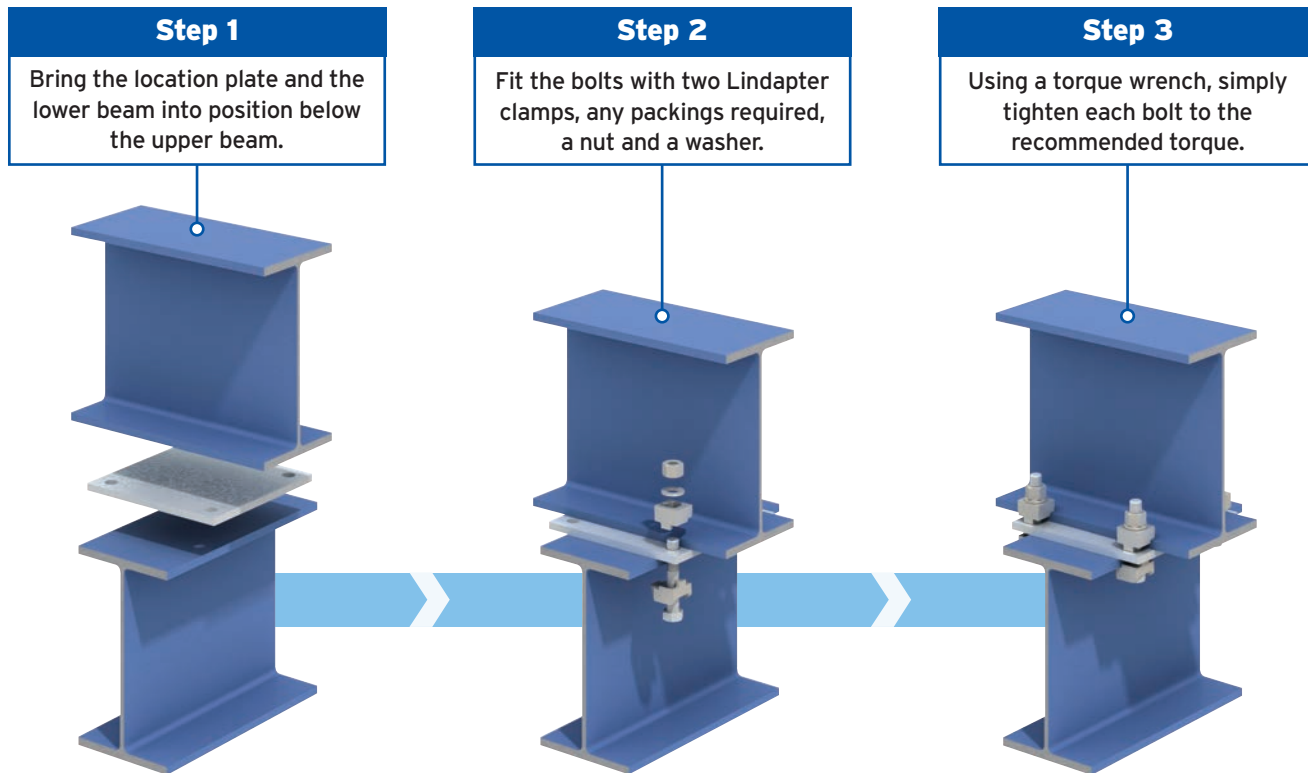 Step 1
Bring the location plate and the
lower beam into position below
the upper beam.
Step 2
Fit the bolts with two Lindapter
clamps, any packings required,
a nut and a washer.
Step 3
Using a torque wrench, simply
tighten each bolt to the
recommended torque.